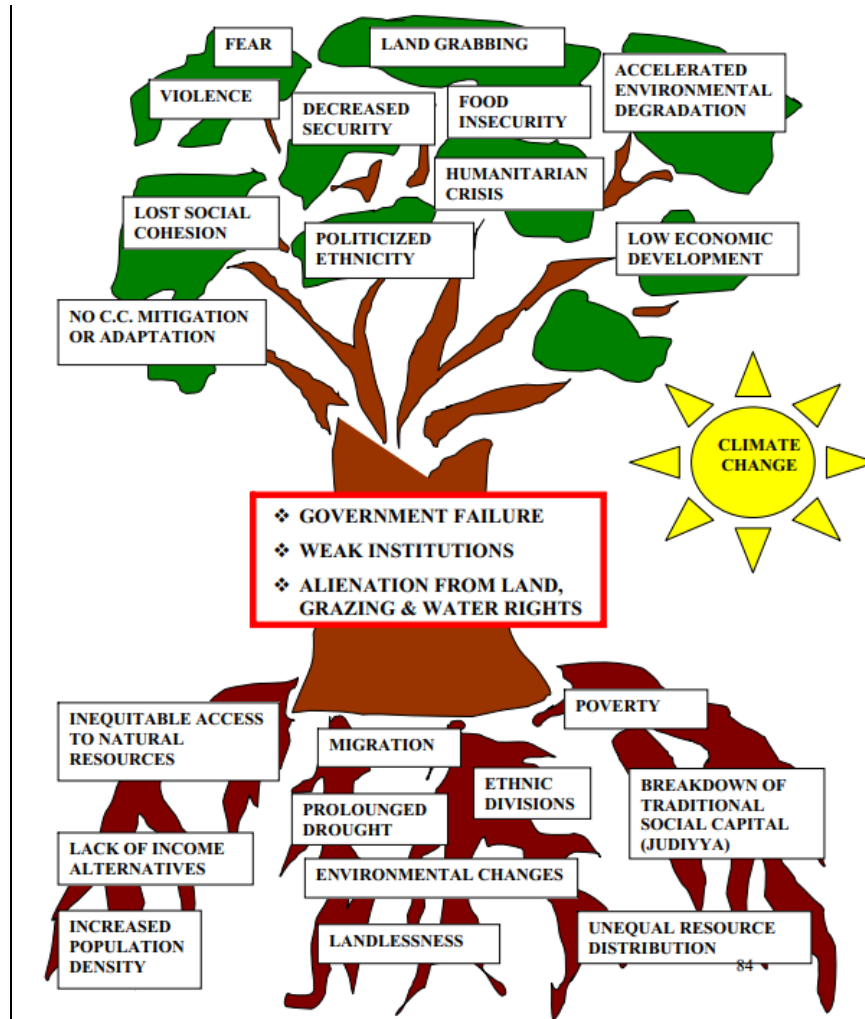 FEAR
LAND GRABBING
ACCELERATED
ENVIRONMENTAL
DEGRADATION
VIOLENCE
DECREASED
SECURITY
FOOD
INSECURITY
HUMANITARIAN
CRISIS
LOST SOCIAL
COHESION
POLITICIZED
ETHNICITY
LOW ECONOMIC
DEVELOPMENT
NO C.C. MITIGATION
OR ADAPTATION
CLIMATE
CHANGE
❖ GOVERNMENT FAILURE
❖ WEAK INSTITUTIONS
❖ ALIENATION FROM LAND,
GRAZING & WATER RIGHTS
POVERTY
INEQUITABLE ACCESS
TO NATURAL
RESOURCES
MIGRATION
ETHNIC
DIVISIONS
BREAKDOWN OF
TRADITIONAL
SOCIAL CAPITAL
(JUDIYYA)
PROLOUNGED
DROUGHT
LACK OF INCOME
ALTERNATIVES
ENVIRONMENTAL CHANGES
INCREASED
POPULATION
DENSITY
LANDLESSNESS
UNEQUAL RESOURCE
DISTRIBUTION
84